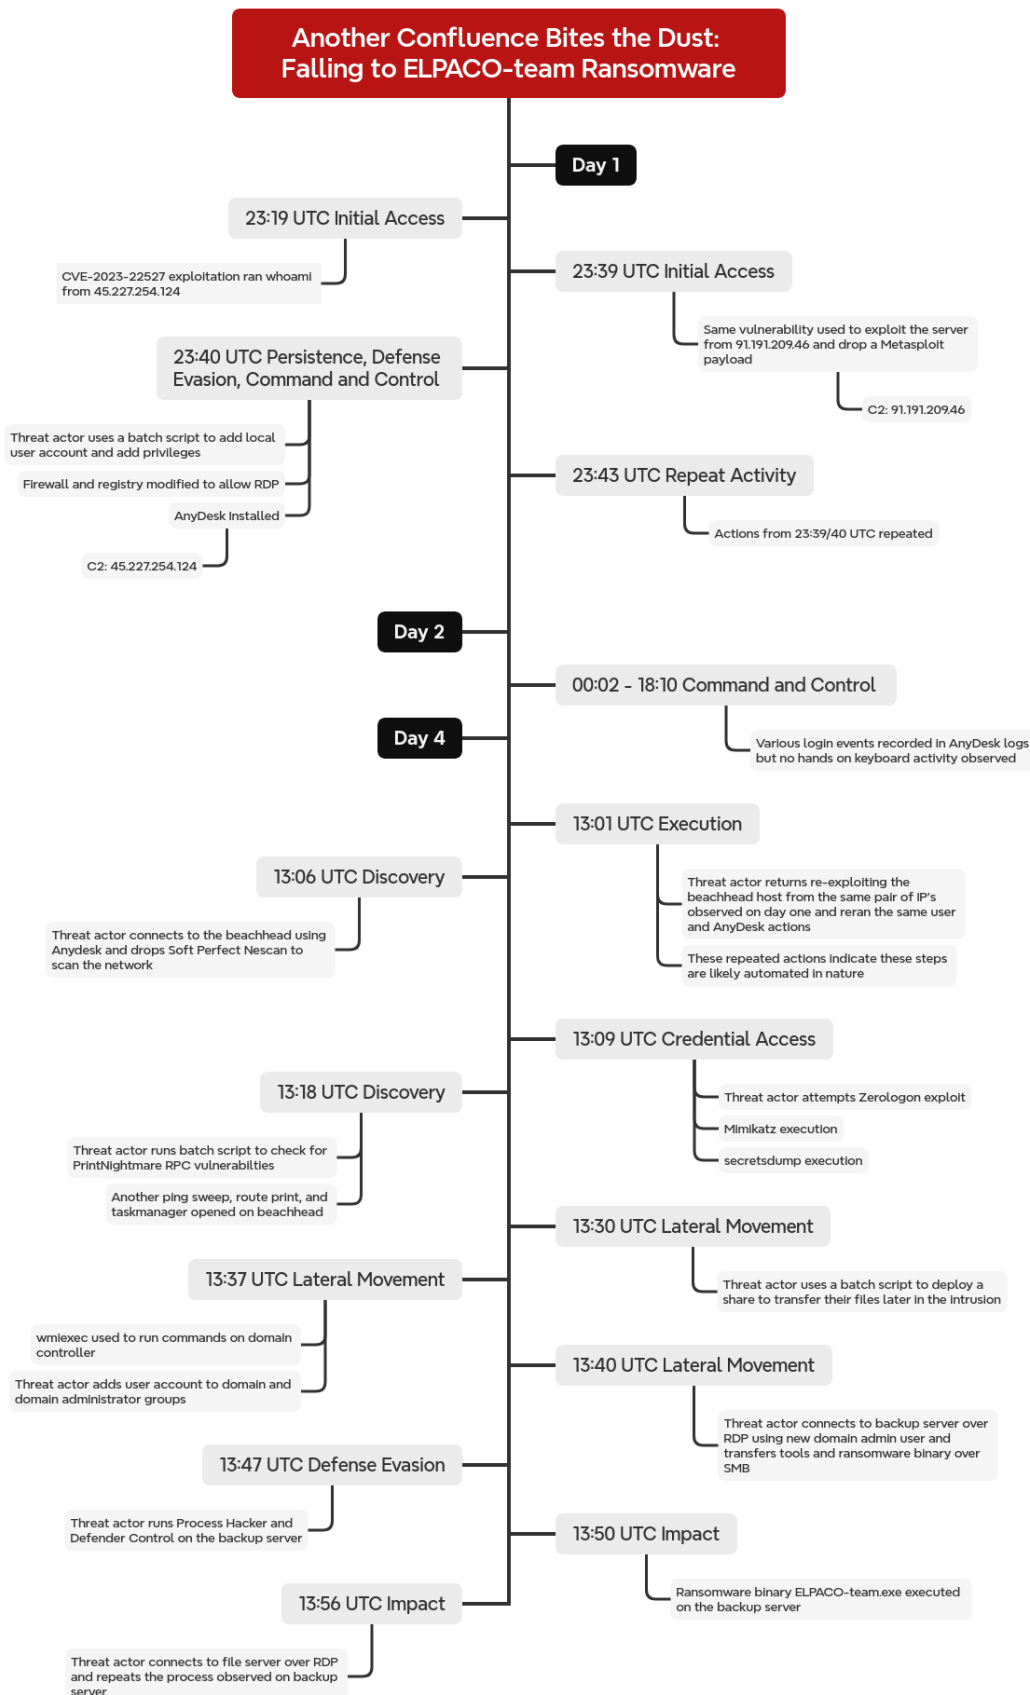 Another Confluence Bites the Dust:
Falling to ELPACO-team Ransomware
Day 1
23:19 UTC Initial Access
CVE-2023-22527 exploitation ran whoami
from 45.227.254.124
23:39 UTC Initial Access
Same vulnerability used to exploit the server
from 91.191.209.46 and drop a Metasploit
payload
C2: 91.191.209.46
23:40 UTC Persistence, Defense
Evasion, Command and Control
Threat actor uses a batch script to add local
user account and add privileges
Firewall and registry modified to allow RDP
AnyDesk Installed
C2: 45.227.254.124
23:43 UTC Repeat Activity
Actions from 23:39/40 UTC repeated
Day 2
00:02 - 18:10 Command and Control
Various login events recorded in AnyDesk logs
but no hands on keyboard activity observed
Day 4
13:01 UTC Execution
Threat actor returns re-exploiting the
beachhead host from the same pair of IP's
observed on day one and reran the same user
and AnyDesk actions
These repeated actions indicate these steps
are likely automated in nature
13:06 UTC Discovery
Threat actor connects to the beachhead using
Anydesk and drops Soft Perfect Nescan to
scan the network
13:09 UTC Credential Access
Threat actor attempts Zerologon exploit
Mimikatz execution
secretsdump execution
13:18 UTC Discovery
Threat actor runs batch script to check for
PrintNightmare RPC vulnerabilties
Another ping sweep, route print, and
taskmanager opened on beachhead
13:30 UTC Lateral Movement
Threat actor uses a batch script to deploy a
share to transfer their files later in the intrusion
13:37 UTC Lateral Movement
wmiexec used to run commands on domain
controller
Threat actor adds user account to domain and
domain administrator groups
13:40 UTC Lateral Movement
Threat actor connects to backup server over
RDP using new domain admin user and
transfers tools and ransomware binary over
SMB
13:47 UTC Defense Evasion
Threat actor runs Process Hacker and
Defender Control on the backup server
13:50 UTC Impact
Ransomware binary ELPACO-team.exe executed
on the backup server
13:56 UTC Impact
Threat actor connects to file server over RDP
and repeats the process observed on backup
server